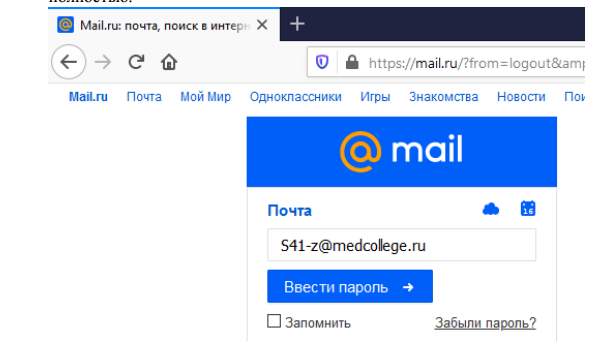 полностью.
Mail.ru: почта, поиск в интерн
https://mail.ru/?from=logout&amp
Mail.ru Почта Мой Мир Одноклассники Игры Знакомства Новости Пои
mail
Почта
16
S41-z@medcollege.ru
Ввести пароль →
Запомнить Забыли пароль?